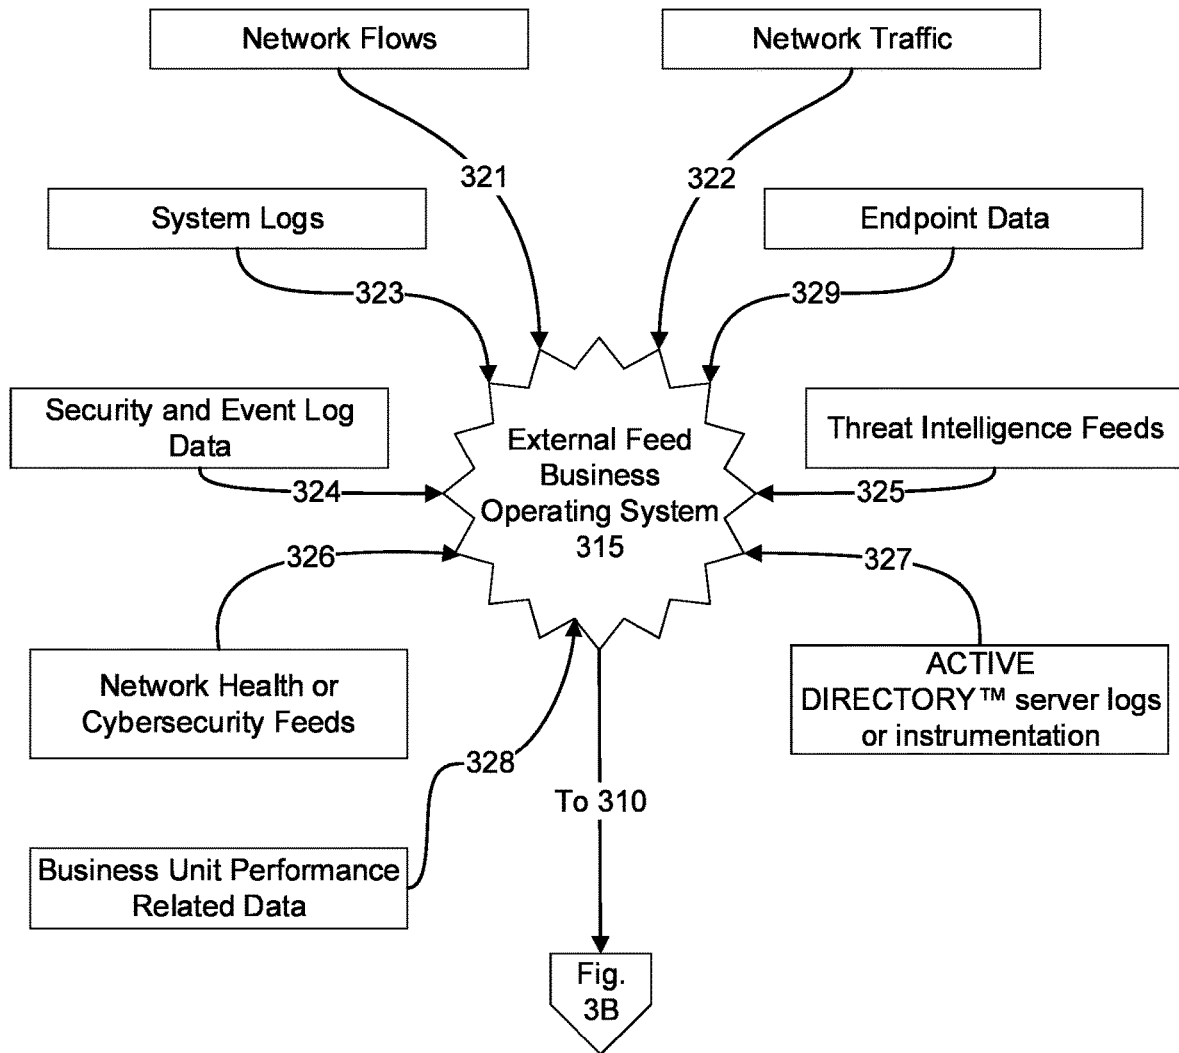 Network Flows
Network Traffic
321
322
System Logs
Endpoint Data
323
329
Security and Event Log
Data
External Feed
Business
Operating System
315
Threat Intelligence Feeds
324
325
326
327
Network Health or
Cybersecurity Feeds
ACTIVE
DIRECTORY™ server logs
or instrumentation
328
To 310
Business Unit Performance
Related Data
Fig.
3B